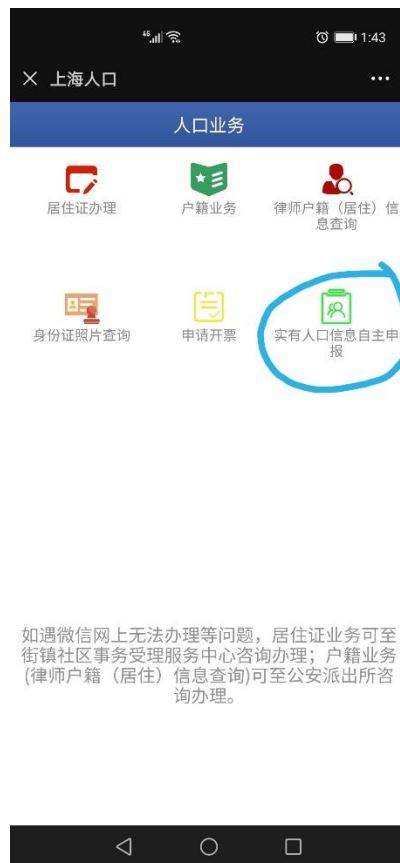 46
1:43
上海人口
人口业务
居住证办理
户籍业务
律师户籍（居住）信
息查询
身份证照片查询
申请开票
实有人口信息自主申
报
如遇微信网上无法办理等问题，居住证业务可至
街镇社区事务受理服务中心咨询办理；户籍业务
(律师户籍（居住）信息查询)可至公安派出所咨
询办理。